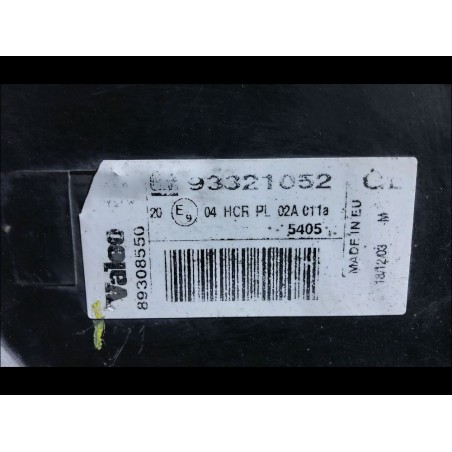 93321052
20 E9 04 HCR PL 02A 011a
5405
valeo
89308550
MADE IN EU
18/12/03 -M